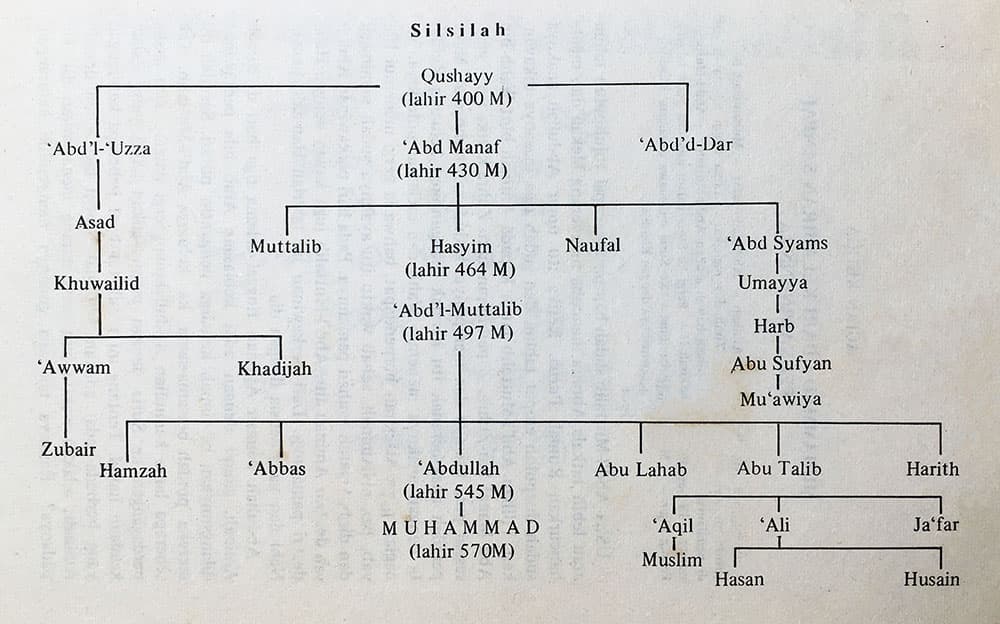 Silsilah
Qushayy
(lahir 400 M)
‘Abd’l-‘Uzza
‘Abd Manaf
(lahir 430 M)
‘Abd’d-Dar
Asad
Muttalib
Hasyim
(lahir 464 M)
Naufal
‘Abd Syams
Khuwailid
Umayya
‘Abd’l-Muttalib
(lahir 497 M)
Harb
‘Awwam
Khadijah
Abu Sufyan
Mu‘awiya
Zubair
Hamzah
‘Abbas
‘Abdullah
(lahir 545 M)
Abu Lahab
Abu Talib
Harith
MUHAMMAD
(lahir 570M)
‘Aqil
‘Ali
Ja‘far
Muslim
Hasan
Husain